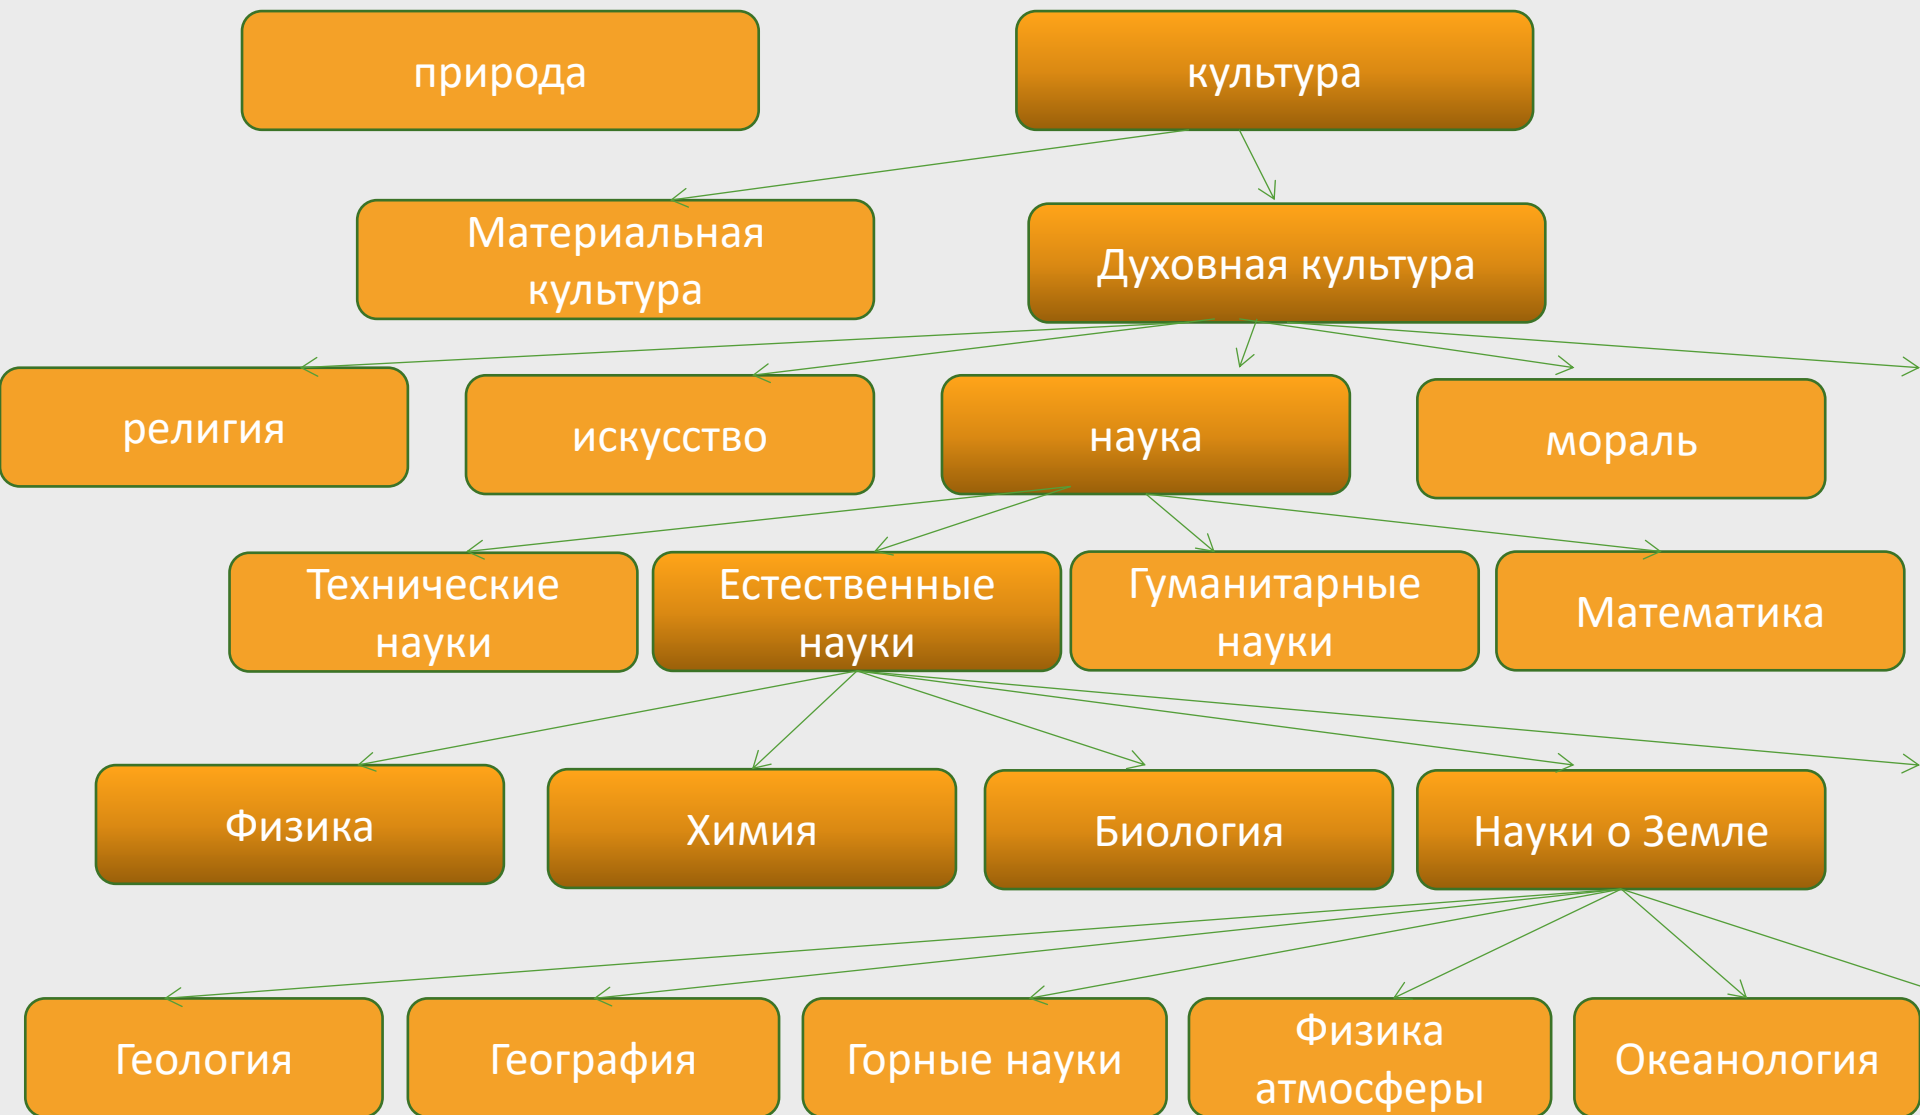 природа
культура
Материальная
культура
Духовная культура
религия
искусство
наука
мораль
Технические
науки
Естественные
науки
Гуманитарные
науки
Математика
Физика
Химия
Биология
Науки о Земле
Геология
География
Горные науки
Физика
атмосферы
Океанология